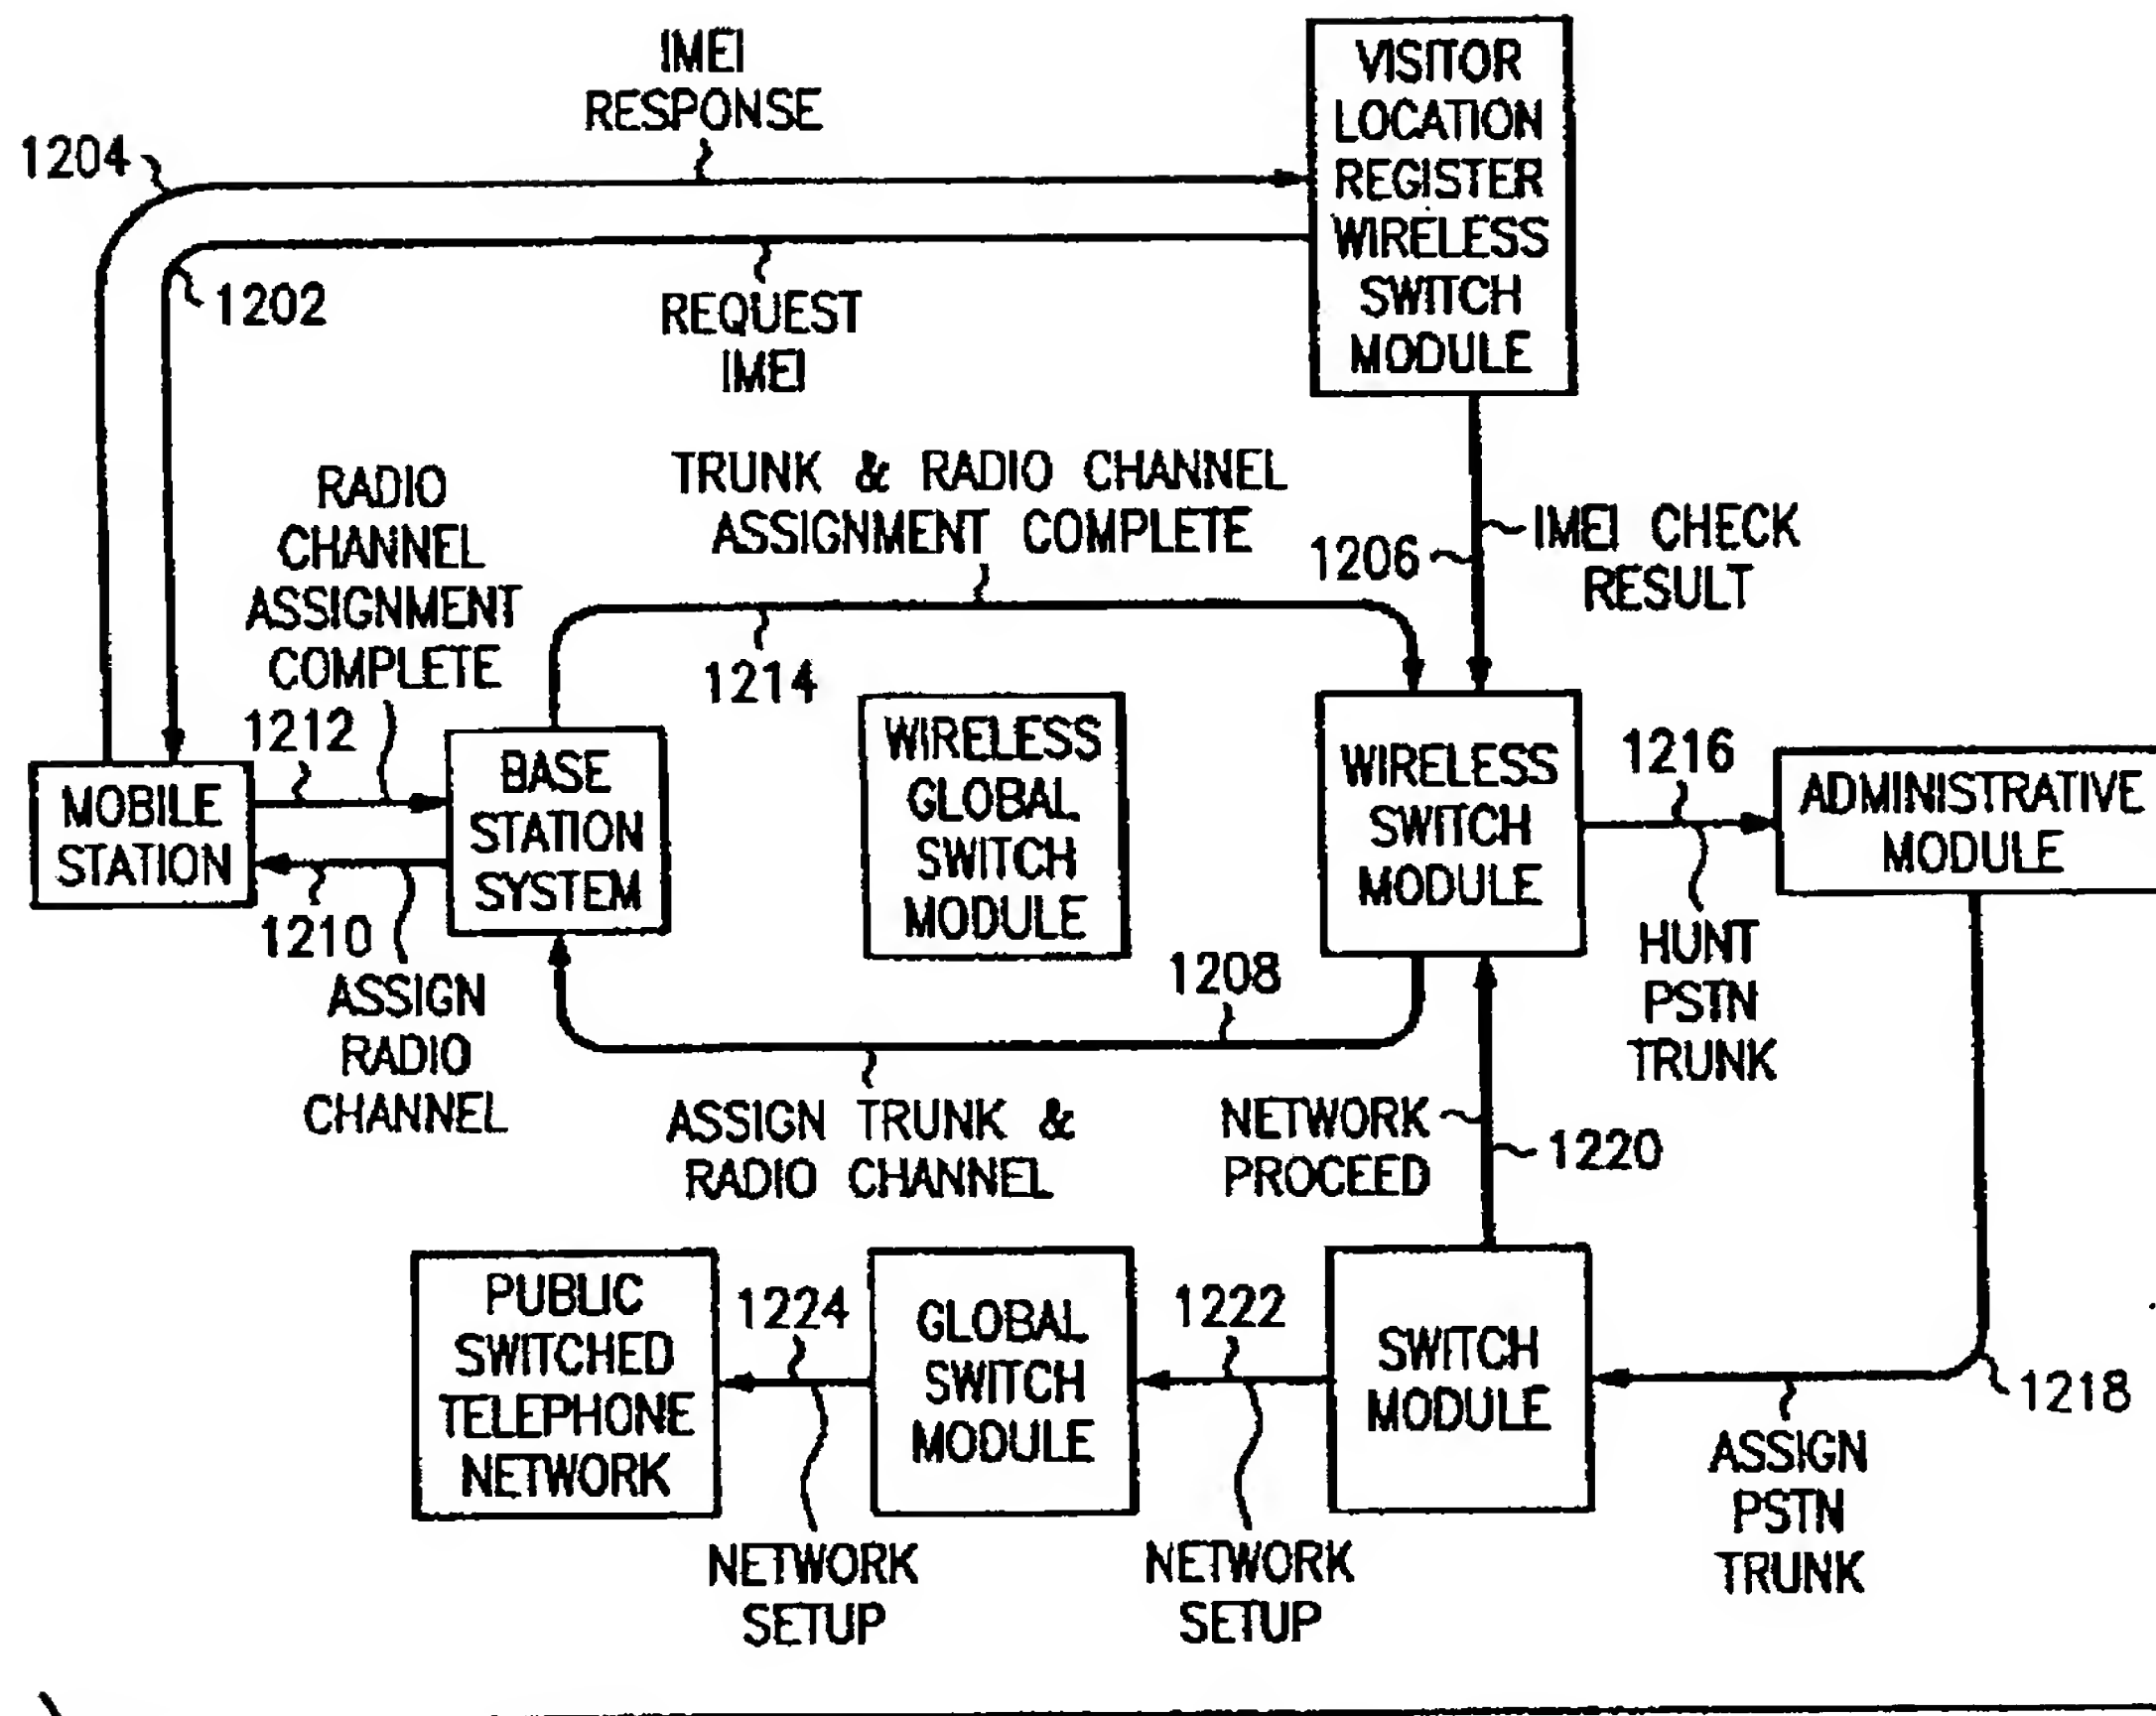 IMEI
RESPONSE
1204
VISITOR
LOCATION
REGISTER
WIRELESS
SWITCH
MODULE
1202
REQUEST
IMEI
TRUNK & RADIO CHANNEL
ASSIGNMENT COMPLETE
1206
IMEI CHECK
RESULT
RADIO
CHANNEL
ASSIGNMENT
COMPLETE
1212
1214
MOBILE
STATION
BASE
STATION
SYSTEM
WIRELESS
GLOBAL
SWITCH
MODULE
WIRELESS
SWITCH
MODULE
1216
ADMINISTRATIVE
MODULE
1210
ASSIGN
RADIO
CHANNEL
1208
HUNT
PSTN
TRUNK
ASSIGN TRUNK &
RADIO CHANNEL
NETWORK
PROCEED
1220
PUBLIC
SWITCHED
TELEPHONE
NETWORK
1224
GLOBAL
SWITCH
MODULE
1222
SWITCH
MODULE
1218
NETWORK
SETUP
NETWORK
SETUP
ASSIGN
PSTN
TRUNK